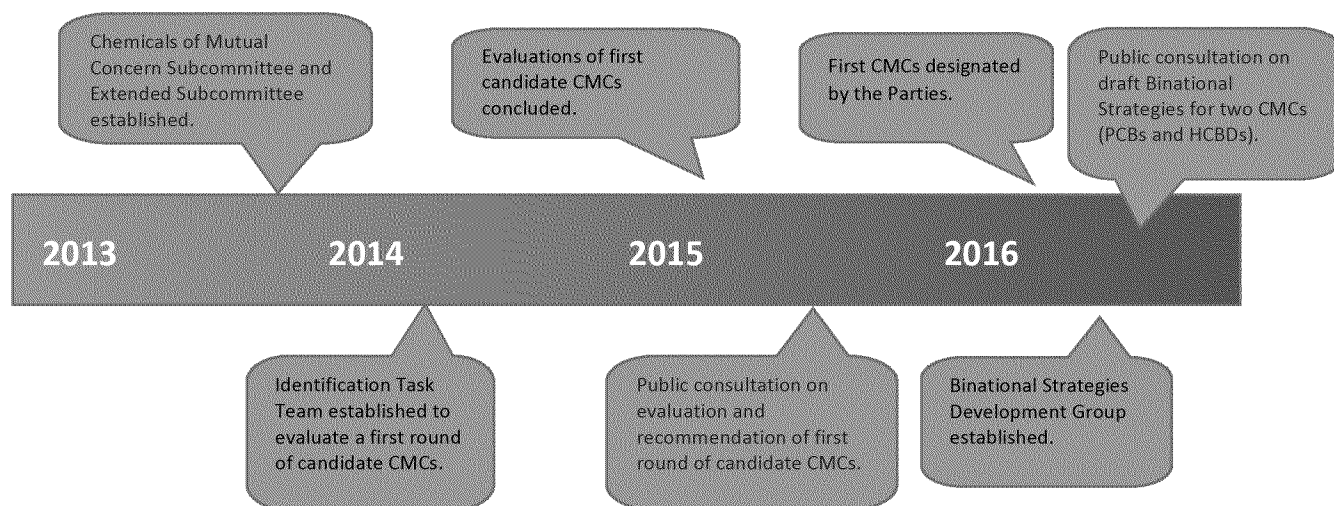 Chemicals of Mutual
Concern Subcommittee and
Extended Subcommittee
established.
Evaluations of first
candidate CMCs
concluded.
First CMCs designated
by the Parties.
Public consultation on
draft Binational
Strategies for two CMCs
(PCBs and HCBDs).
2013
2014
2015
2016
Identification Task
Team established to
evaluate a first round
of candidate CMCs.
Public consultation on
evaluation and
recommendation of first
round of candidate CMCs.
Binational Strategies
Development Group
established.